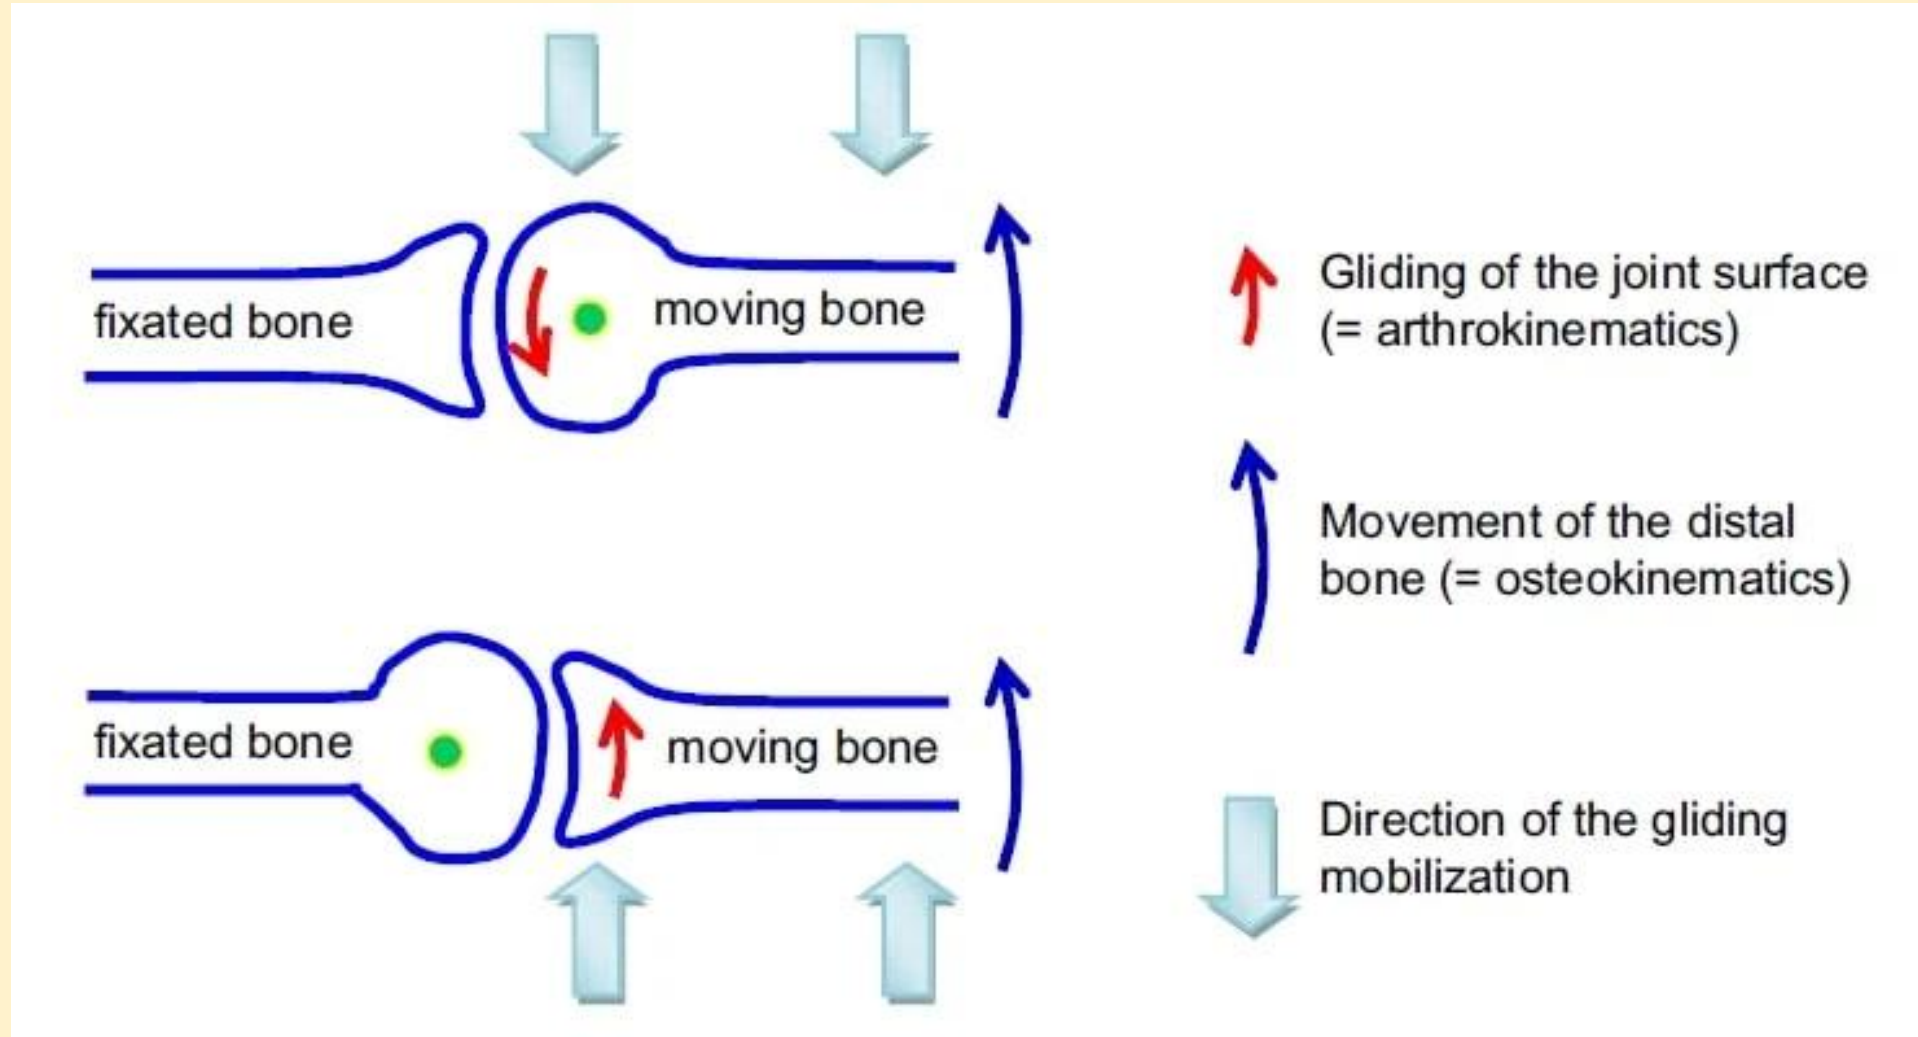 fixated bone
moving bone
Gliding of the joint surface
(= arthrokinematics)
Movement of the distal
bone (= osteokinematics)
fixated bone
moving bone
Direction of the gliding
mobilization